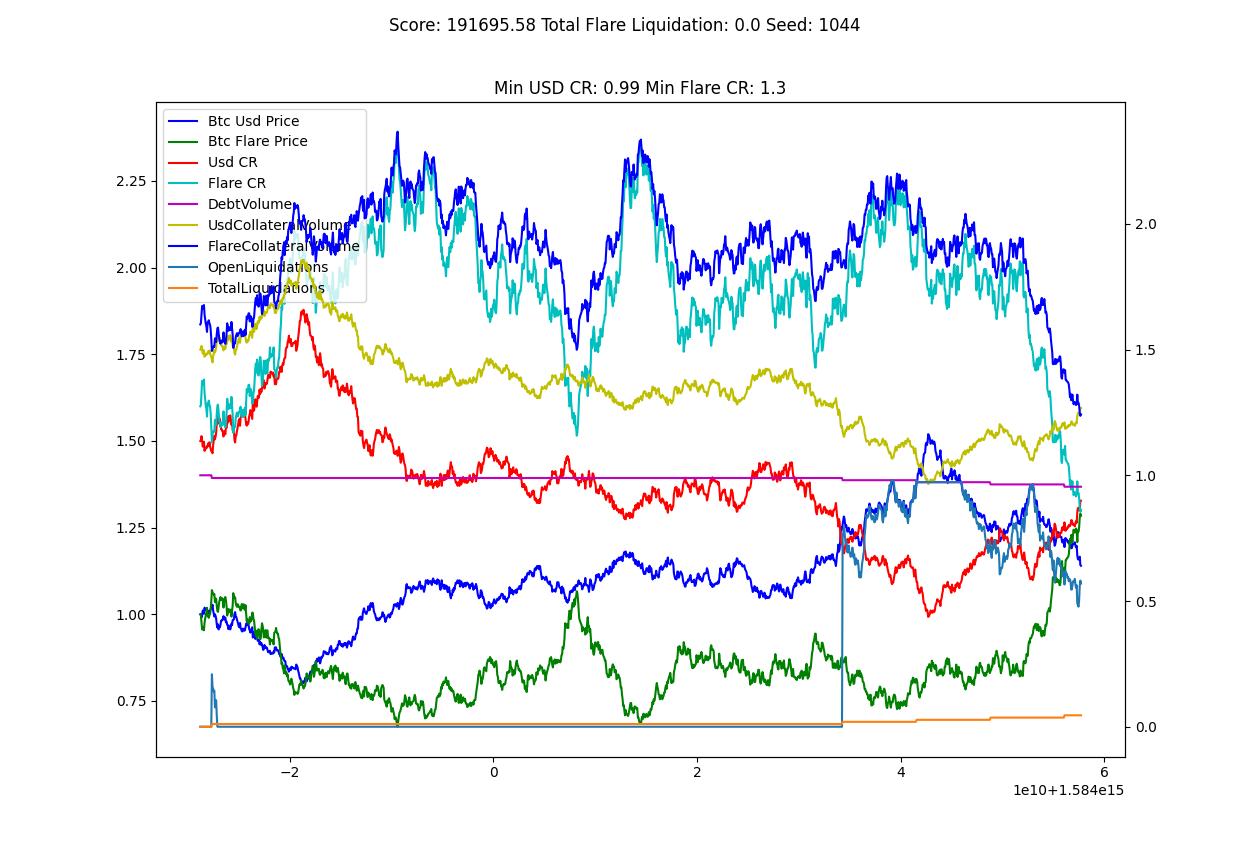 Score: 191695.58 Total Flare Liquidation: 0.0 Seed: 1044
Min USD CR: 0.99 Min Flare CR: 1.3
Btc Usd Price
Btc Flare Price
Usd CR
Flare CR
DebtVolume
UsdCollateralVolume
FlareCollateralVolume
OpenLiquidations
TotalLiquidations
2.25
2.00
1.75
1.50
1.25
1.00
0.75
2.0
1.5
1.0
0.5
0.0
−2
0
2
4
6
1e10+1.584e15